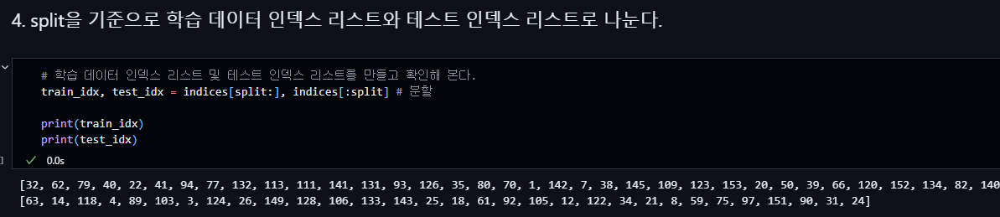 4. split을 기준으로 학습 데이터 인덱스 리스트와 테스트 인덱스 리스트로 나눈다.
# 학습 데이터 인덱스 리스트 및 테스트 인덱스 리스트를 만들고 확인해 본다.
train_idx, test_idx = indices[split:], indices[:split] # 분할
print(train_idx)
print(test_idx)
] 0.0s
[32, 62, 79, 40, 22, 41, 94, 77, 132, 113, 111, 141, 131, 93, 126, 35, 80, 70, 1, 142, 7, 38, 145, 109, 123, 153, 20, 50, 39, 66, 120, 152, 134, 82, 140
[63, 14, 118, 4, 89, 103, 3, 124, 26, 149, 128, 106, 133, 143, 25, 18, 61, 92, 105, 12, 122, 34, 21, 8, 59, 75, 97, 151, 90, 31, 24]